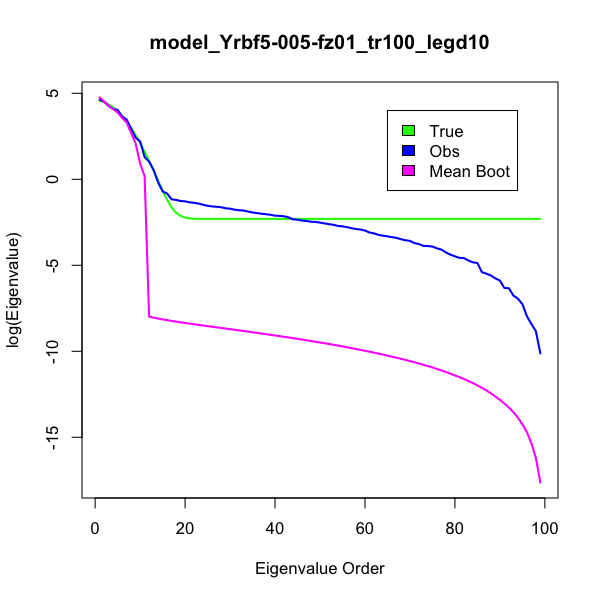 model_Yrbf5-005-fz01_tr100_legd10
True
Obs
Mean Boot
5
0
-5
-10
-15
log(Eigenvalue)
0 20 40 60 80 100
Eigenvalue Order